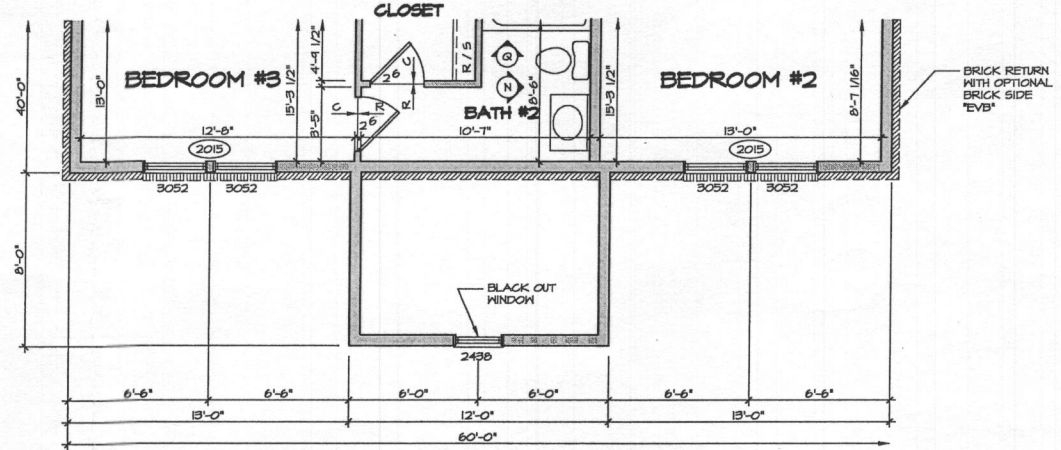 CLOSET
BEDROOM #3
BEDROOM #2
BATH #2
40'-0"
13'-0"
15'-3 1/2"
4'-9 1/2"
3'-5"
2⁶
C
R
C
R
2⁶
R/S
Q
N
8'-6"
15'-3 1/2"
8'-7 1/16"
BRICK RETURN
WITH OPTIONAL
BRICK SIDE
"EVB"
12'-8"
10'-7"
13'-0"
2015
2015
3052
3052
3052
3052
8'-0"
BLACK OUT
WINDOW
2438
6'-6"
6'-6"
6'-0"
6'-0"
6'-6"
6'-6"
13'-0"
12'-0"
13'-0"
60'-0"